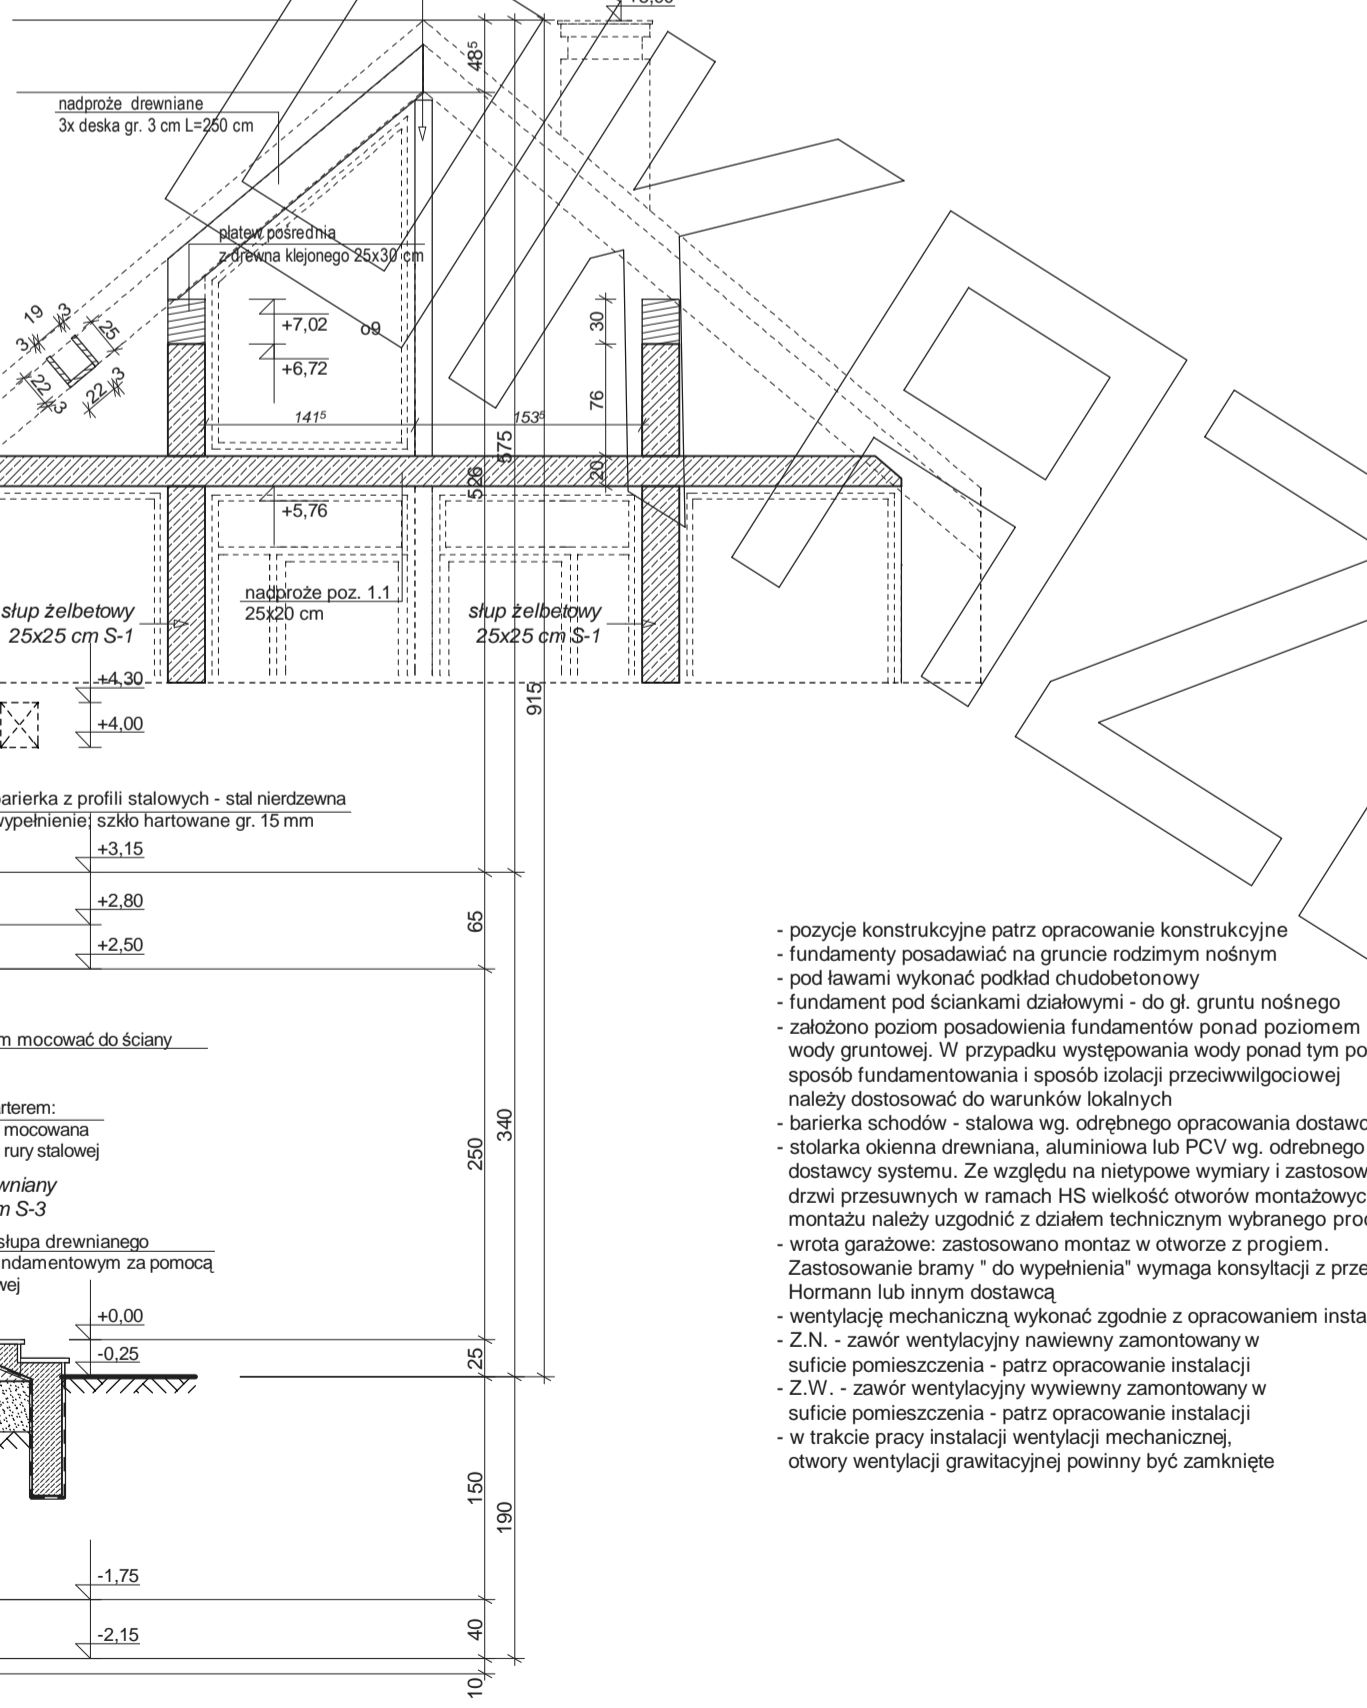 48⁵
nadproże drewniane
3x deska gr. 3 cm L=250 cm
płatew pośrednia
z drewna klejonego 25x30 cm
19
3
25
3
22
3
22
3
+7,02
o9
+6,72
30
76
20
141⁵
153⁵
575
526
+5,76
nadproże poz. 1.1
25x20 cm
słup żelbetowy
25x25 cm S-1
słup żelbetowy
25x25 cm S-1
+4,30
+4,00
915
barierka z profili stalowych - stal nierdzewna
wypełnienie; szkło hartowane gr. 15 mm
+3,15
+2,80
+2,50
65
m mocować do ściany
arterem:
mocowana
rury stalowej
wniany
m S-3
słupa drewnianego
ndamentowym za pomocą
wej
250
340
+0,00
-0,25
25
150
190
-1,75
-2,15
40
10
- pozycje konstrukcyjne patrz opracowanie konstrukcyjne
- fundamenty posadawiać na gruncie rodzimym nośnym
- pod ławami wykonać podkład chudobetonowy
- fundament pod ściankami działowymi - do gł. gruntu nośnego
- założono poziom posadowienia fundamentów ponad poziomem
wody gruntowej. W przypadku występowania wody ponad tym po
sposób fundamentowania i sposób izolacji przeciwwilgociowej
należy dostosować do warunków lokalnych
- barierka schodów - stalowa wg. odrębnego opracowania dostawc
- stolarka okienna drewniana, aluminiowa lub PCV wg. odrebnego
dostawcy systemu. Ze względu na nietypowe wymiary i zastosow
drzwi przesuwnych w ramach HS wielkość otworów montażowyc
montażu należy uzgodnić z działem technicznym wybranego prod
- wrota garażowe: zastosowano montaz w otworze z progiem.
Zastosowanie bramy " do wypełnienia" wymaga konsyltacji z prze
Hormann lub innym dostawcą
- wentylację mechaniczną wykonać zgodnie z opracowaniem insta
- Z.N. - zawór wentylacyjny nawiewny zamontowany w
suficie pomieszczenia - patrz opracowanie instalacji
- Z.W. - zawór wentylacyjny wywiewny zamontowany w
suficie pomieszczenia - patrz opracowanie instalacji
- w trakcie pracy instalacji wentylacji mechanicznej,
otwory wentylacji grawitacyjnej powinny być zamknięte